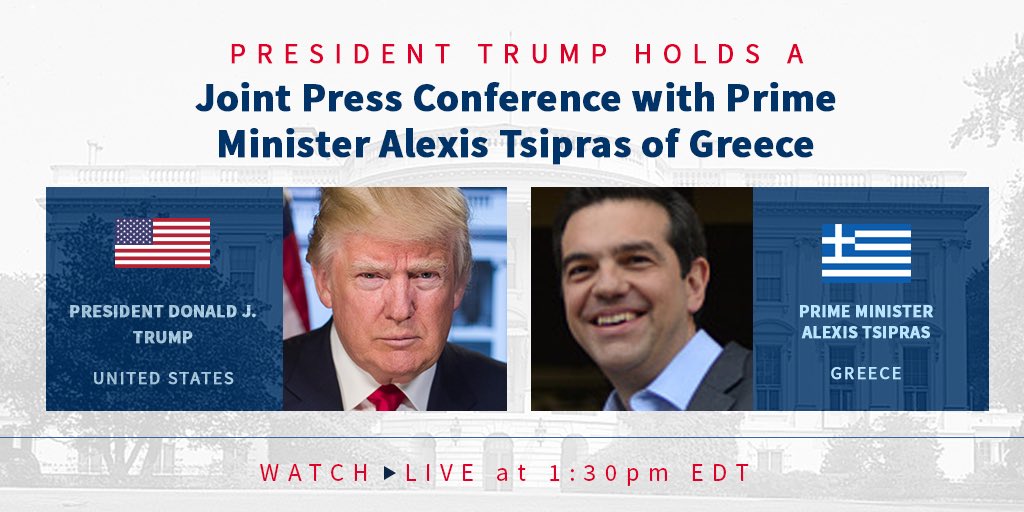 PRESIDENT TRUMP HOLDS A
Joint Press Conference with Prime
Minister Alexis Tsipras of Greece
PRESIDENT DONALD J.
TRUMP
UNITED STATES
PRIME MINISTER
ALEXIS TSIPRAS
GREECE
WATCH LIVE at 1:30pm EDT